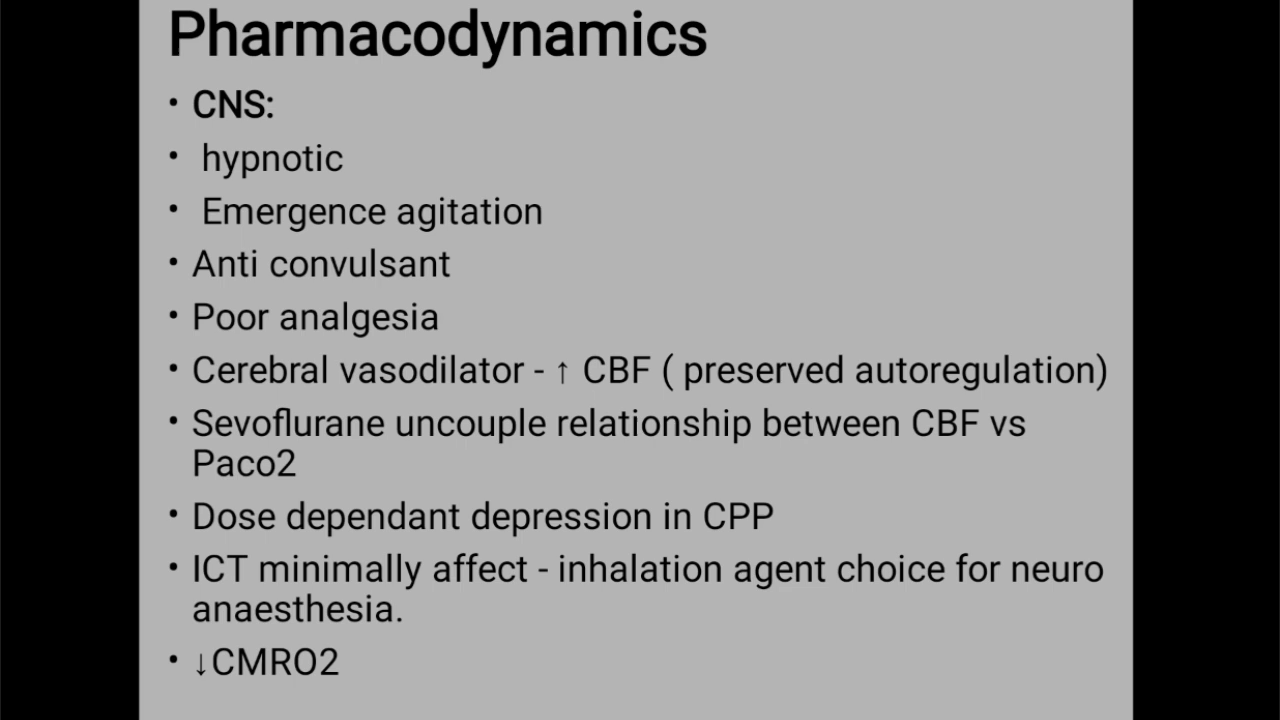 Pharmacodynamics
• CNS:
• hypnotic
• Emergence agitation
• Anti convulsant
• Poor analgesia
• Cerebral vasodilator - ↑ CBF ( preserved autoregulation)
• Sevoflurane uncouple relationship between CBF vs
Paco2
• Dose dependant depression in CPP
• ICT minimally affect - inhalation agent choice for neuro
anaesthesia.
• ↓CMRO2